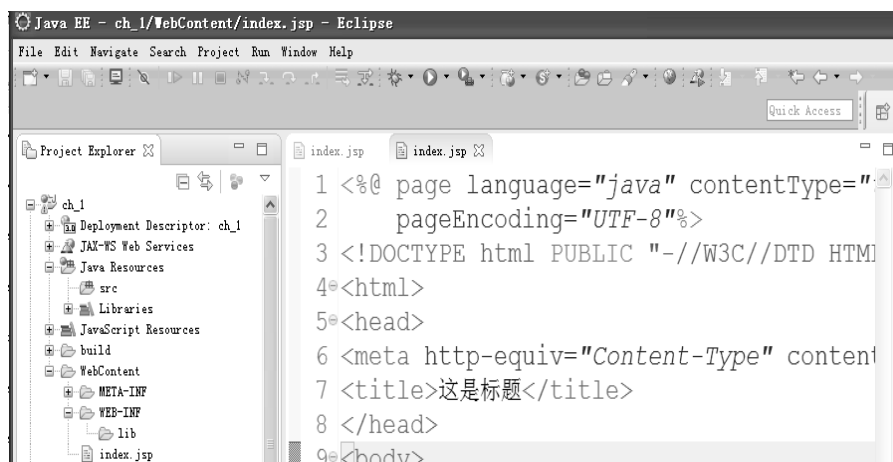 Java EE - ch_1/WebContent/index.jsp - Eclipse
File Edit Navigate Search Project Run Window Help
Quick Access
Project Explorer
ch_1
Deployment Descriptor: ch_1
JAX-WS Web Services
Java Resources
src
Libraries
JavaScript Resources
build
WebContent
META-INF
WEB-INF
lib
index.jsp
index.jsp index.jsp
1 <%@ page language="java" contentType="
2 pageEncoding="UTF-8"%>
3 <!DOCTYPE html PUBLIC "-//W3C//DTD HTM
4 <html>
5 <head>
6 <meta http-equiv="Content-Type" content
7 <title>这是标题</title>
8 </head>
9 <body>